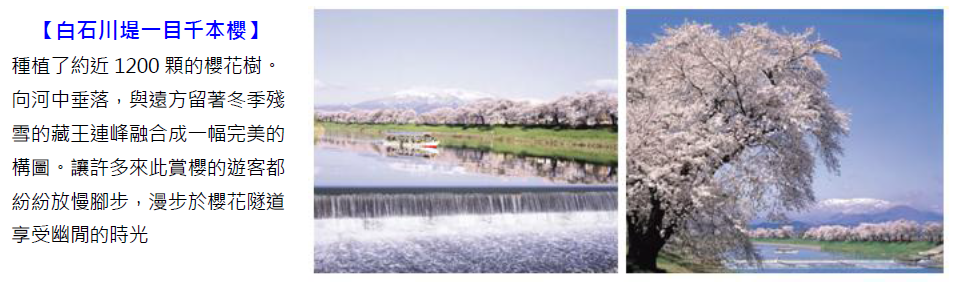 【白石川堤一目千本櫻】
種植了約近 1200 顆的櫻花樹。
向河中垂落，與遠方留著冬季殘
雪的藏王連峰融合成一幅完美的
構圖。讓許多來此賞櫻的遊客都
紛紛放慢腳步，漫步於櫻花隧道
享受幽閒的時光